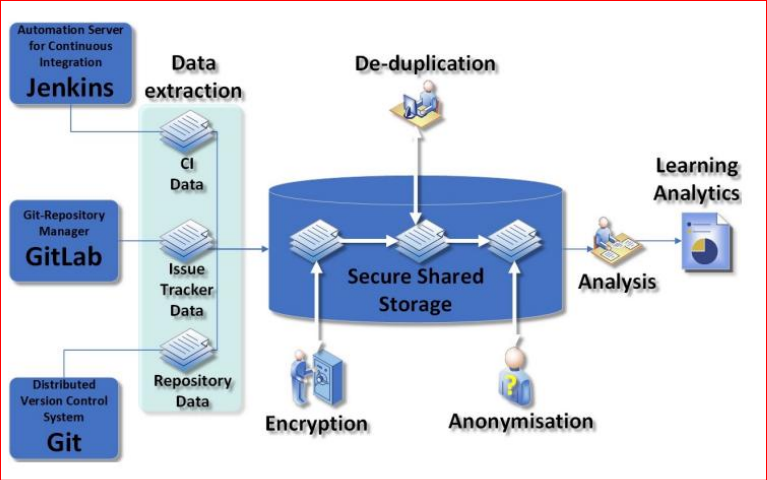 Automation Server
for Continuous
Integration
Jenkins
Data
extraction
De-duplication
CI
Data
Learning
Analytics
Git-Repository
Manager
GitLab
Issue
Tracker
Data
Secure Shared
Storage
Analysis
Distributed
Version Control
System
Git
Repository
Data
Encryption
?
Anonymisation